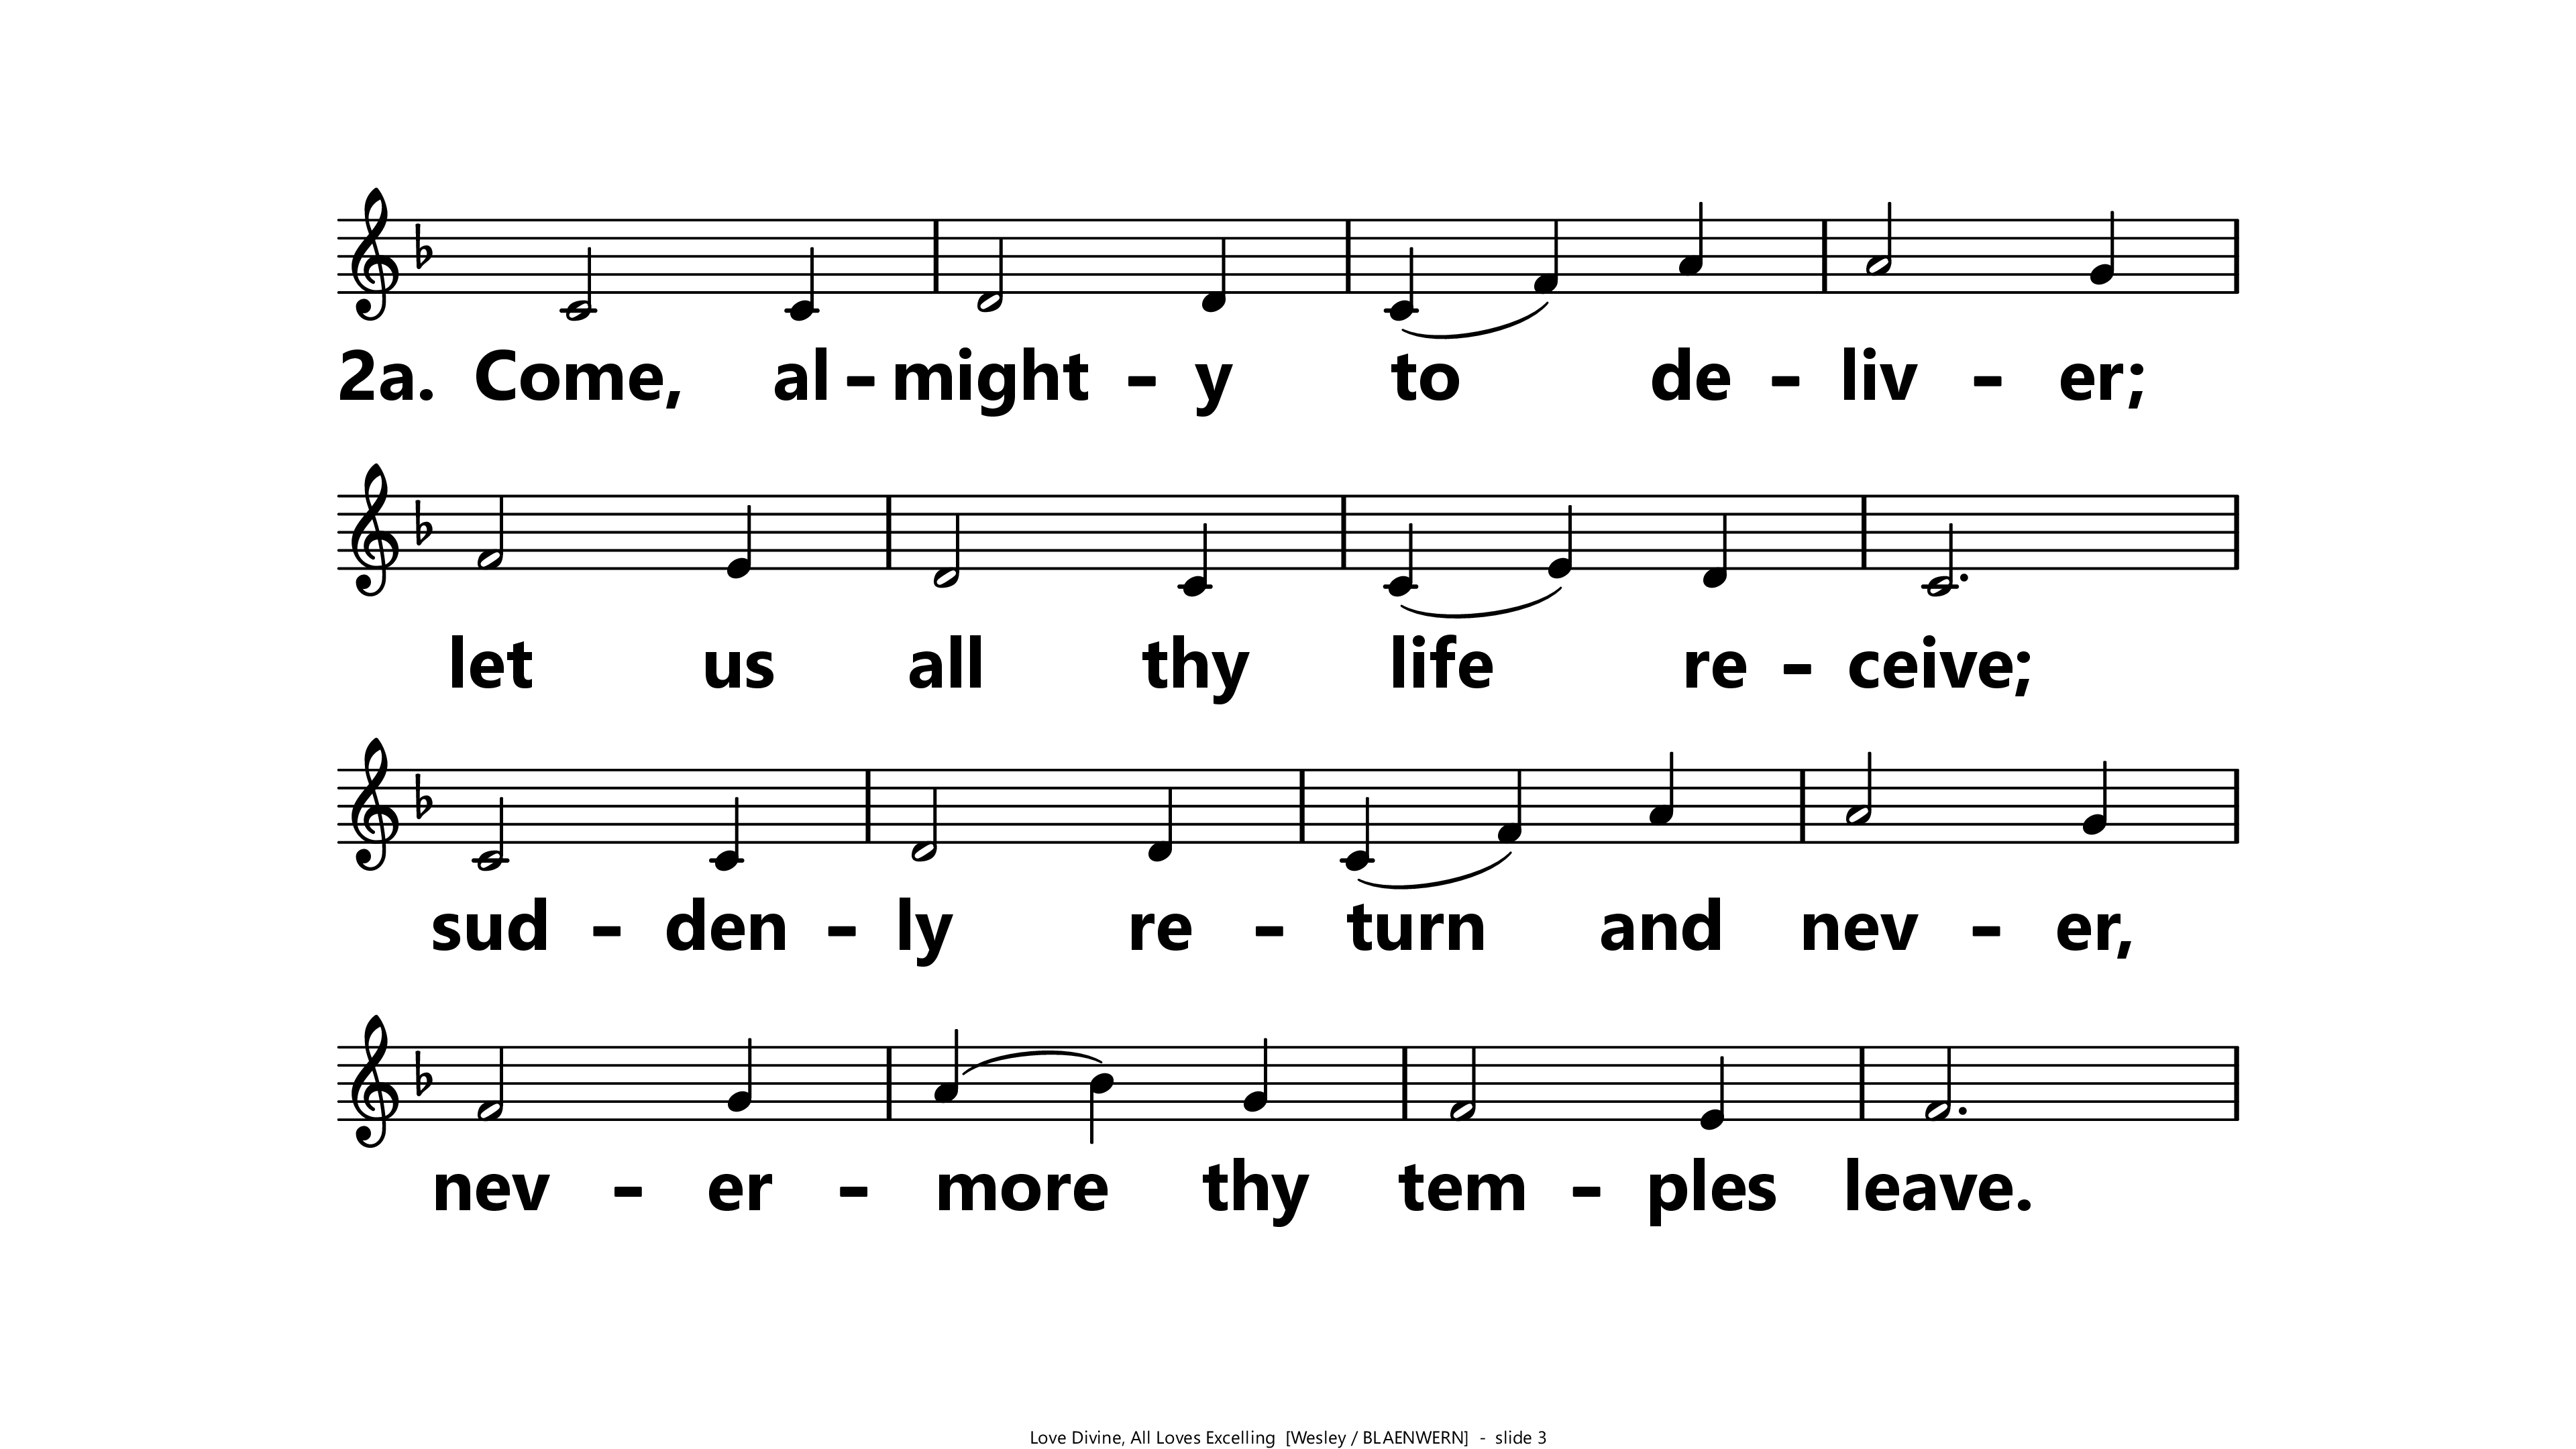 2a. Come, al - might - y to de - liv - er;
let us all thy life re - ceive;
sud - den - ly re - turn and nev - er,
nev - er - more thy tem - ples leave.
Love Divine, All Loves Excelling [Wesley / BLAENWERN] - slide 3